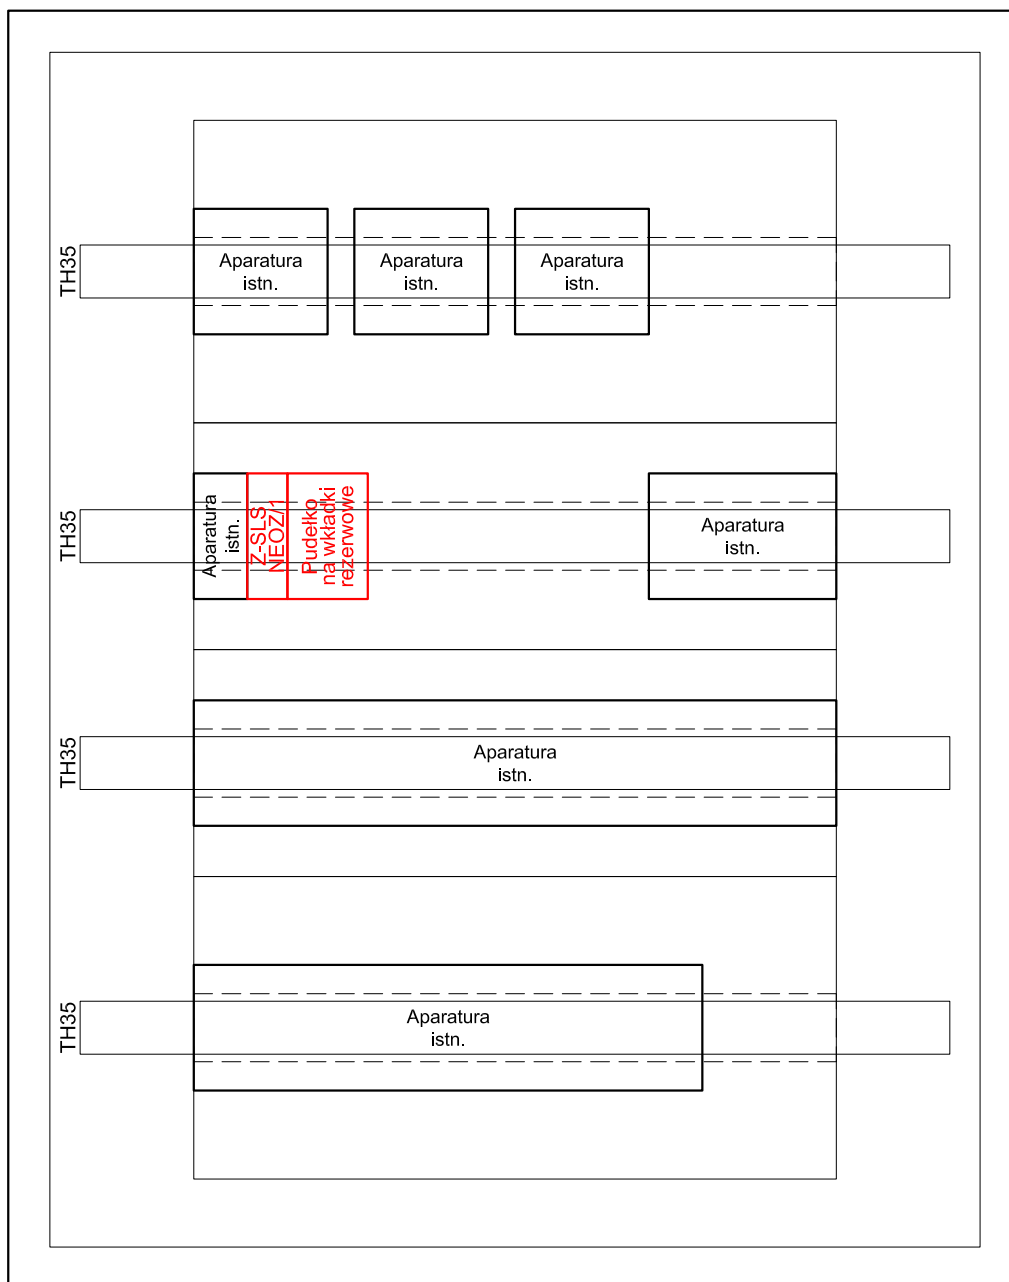 TH35
Aparatura
istn.
Aparatura
istn.
Aparatura
istn.
TH35
Aparatura
istn.
Z-SLS
NEOZ/1
Pudełko
na wkładki
rezerwowe
Aparatura
istn.
TH35
Aparatura
istn.
TH35
Aparatura
istn.